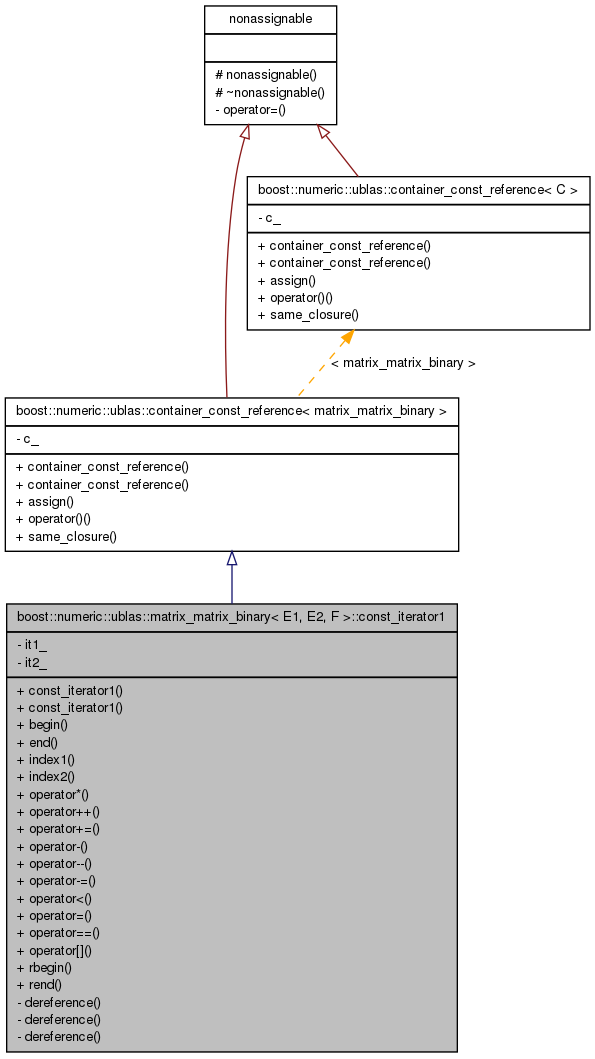 nonassignable
# nonassignable()
# ~nonassignable()
- operator=()
boost::numeric::ublas::container_const_reference< C >
- c_
+ container_const_reference()
+ container_const_reference()
+ assign()
+ operator()()
+ same_closure()
< matrix_matrix_binary >
boost::numeric::ublas::container_const_reference< matrix_matrix_binary >
- c_
+ container_const_reference()
+ container_const_reference()
+ assign()
+ operator()()
+ same_closure()
boost::numeric::ublas::matrix_matrix_binary< E1, E2, F >::const_iterator1
- it1_
- it2_
+ const_iterator1()
+ const_iterator1()
+ begin()
+ end()
+ index1()
+ index2()
+ operator*()
+ operator++()
+ operator+=()
+ operator-()
+ operator--()
+ operator-=()
+ operator<()
+ operator=()
+ operator==()
+ operator[]()
+ rbegin()
+ rend()
- dereference()
- dereference()
- dereference()